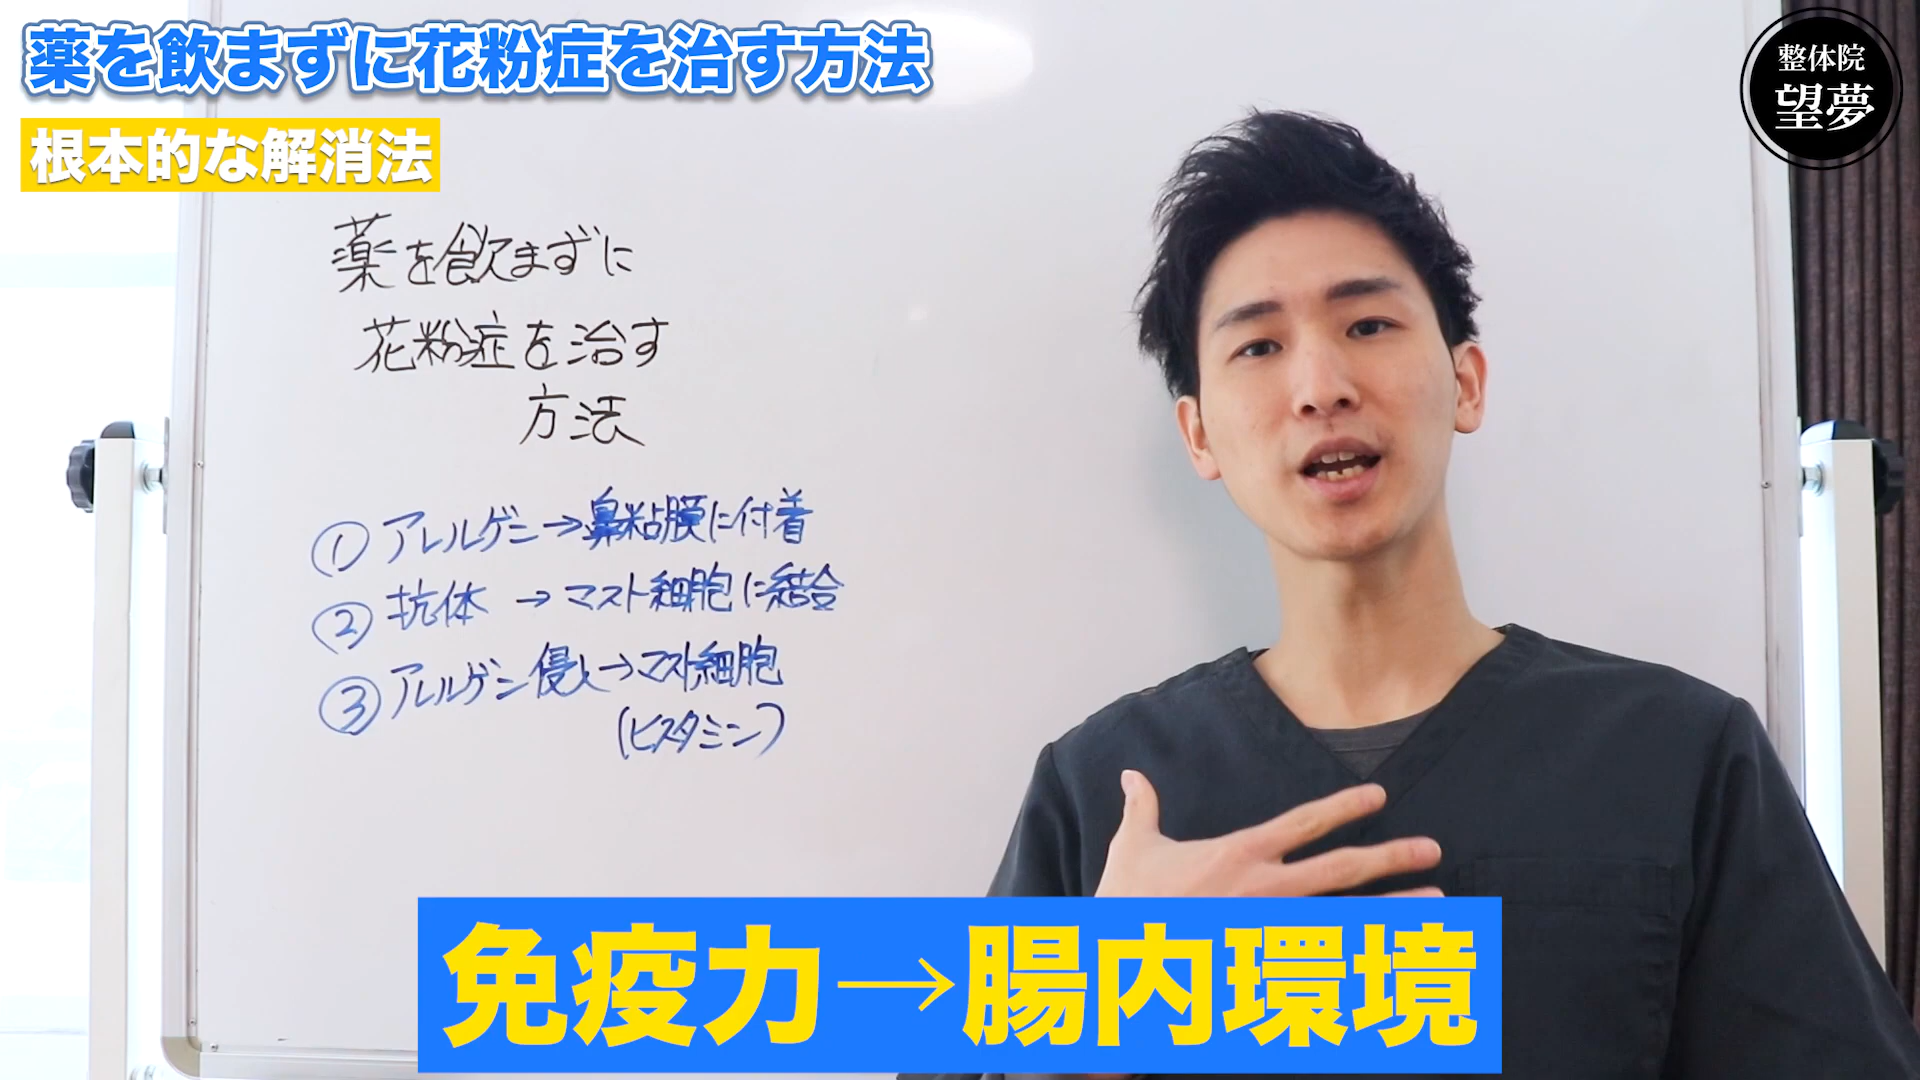 薬を飲まずに花粉症を治す方法
整体院
望夢
根本的な解消法
薬を飲まずに
花粉症を治す
方法
① アレルゲン→鼻粘膜に付着
② 抗体 → マスト細胞に結合
③ アレルゲン侵入→マスト細胞
(ヒスタミン)
免疫力→腸内環境